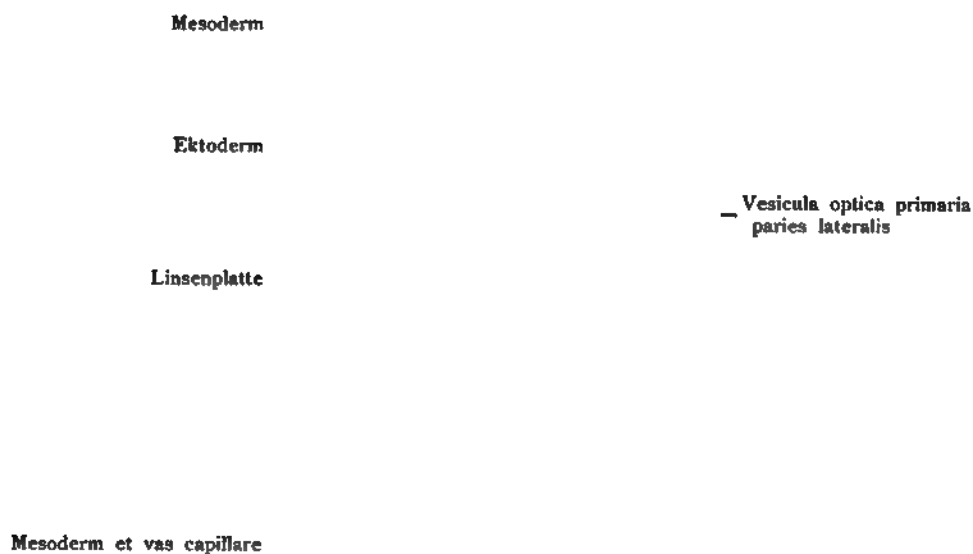 Mesoderm
Ektoderm
Vesicula optica primaria
paries lateralis
Linsenplatte
Mesoderm et vas capillare